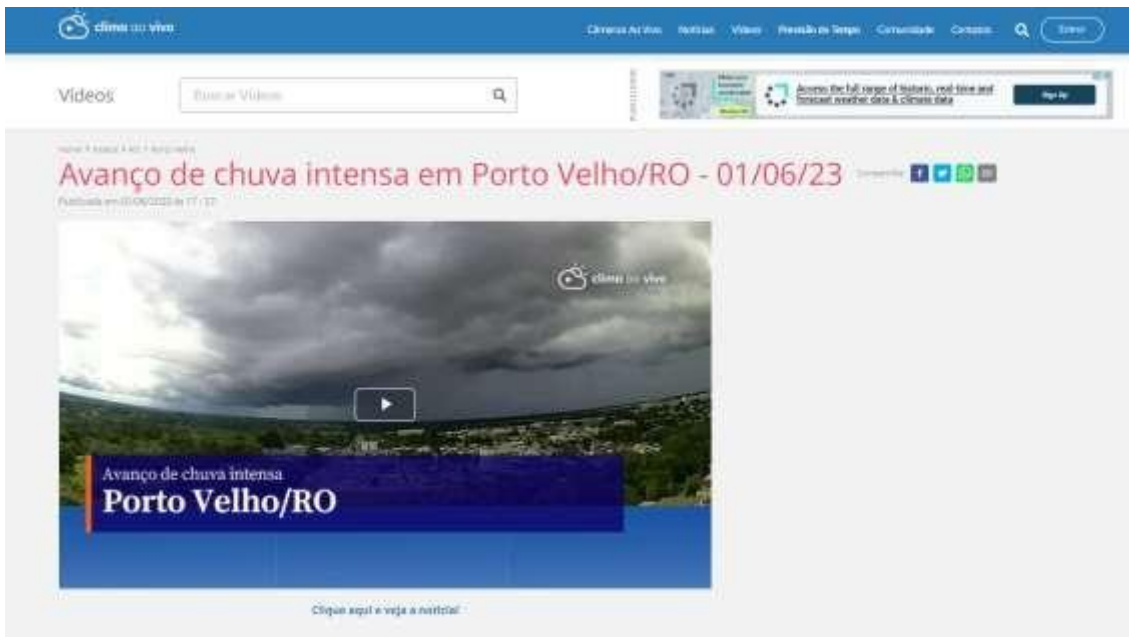 clima ao vivo
Câmeras Ao Vivo Notícias Vídeos Previsão do Tempo Comunidade Contatos Entrar
Vídeos
Buscar Vídeos
Access the full range of historic, real-time and
forecast weather data & climate data
Sign Up
Avanço de chuva intensa em Porto Velho/RO - 01/06/23
clima ao vivo
Avanço de chuva intensa
Porto Velho/RO
Clique aqui e veja a notícia!